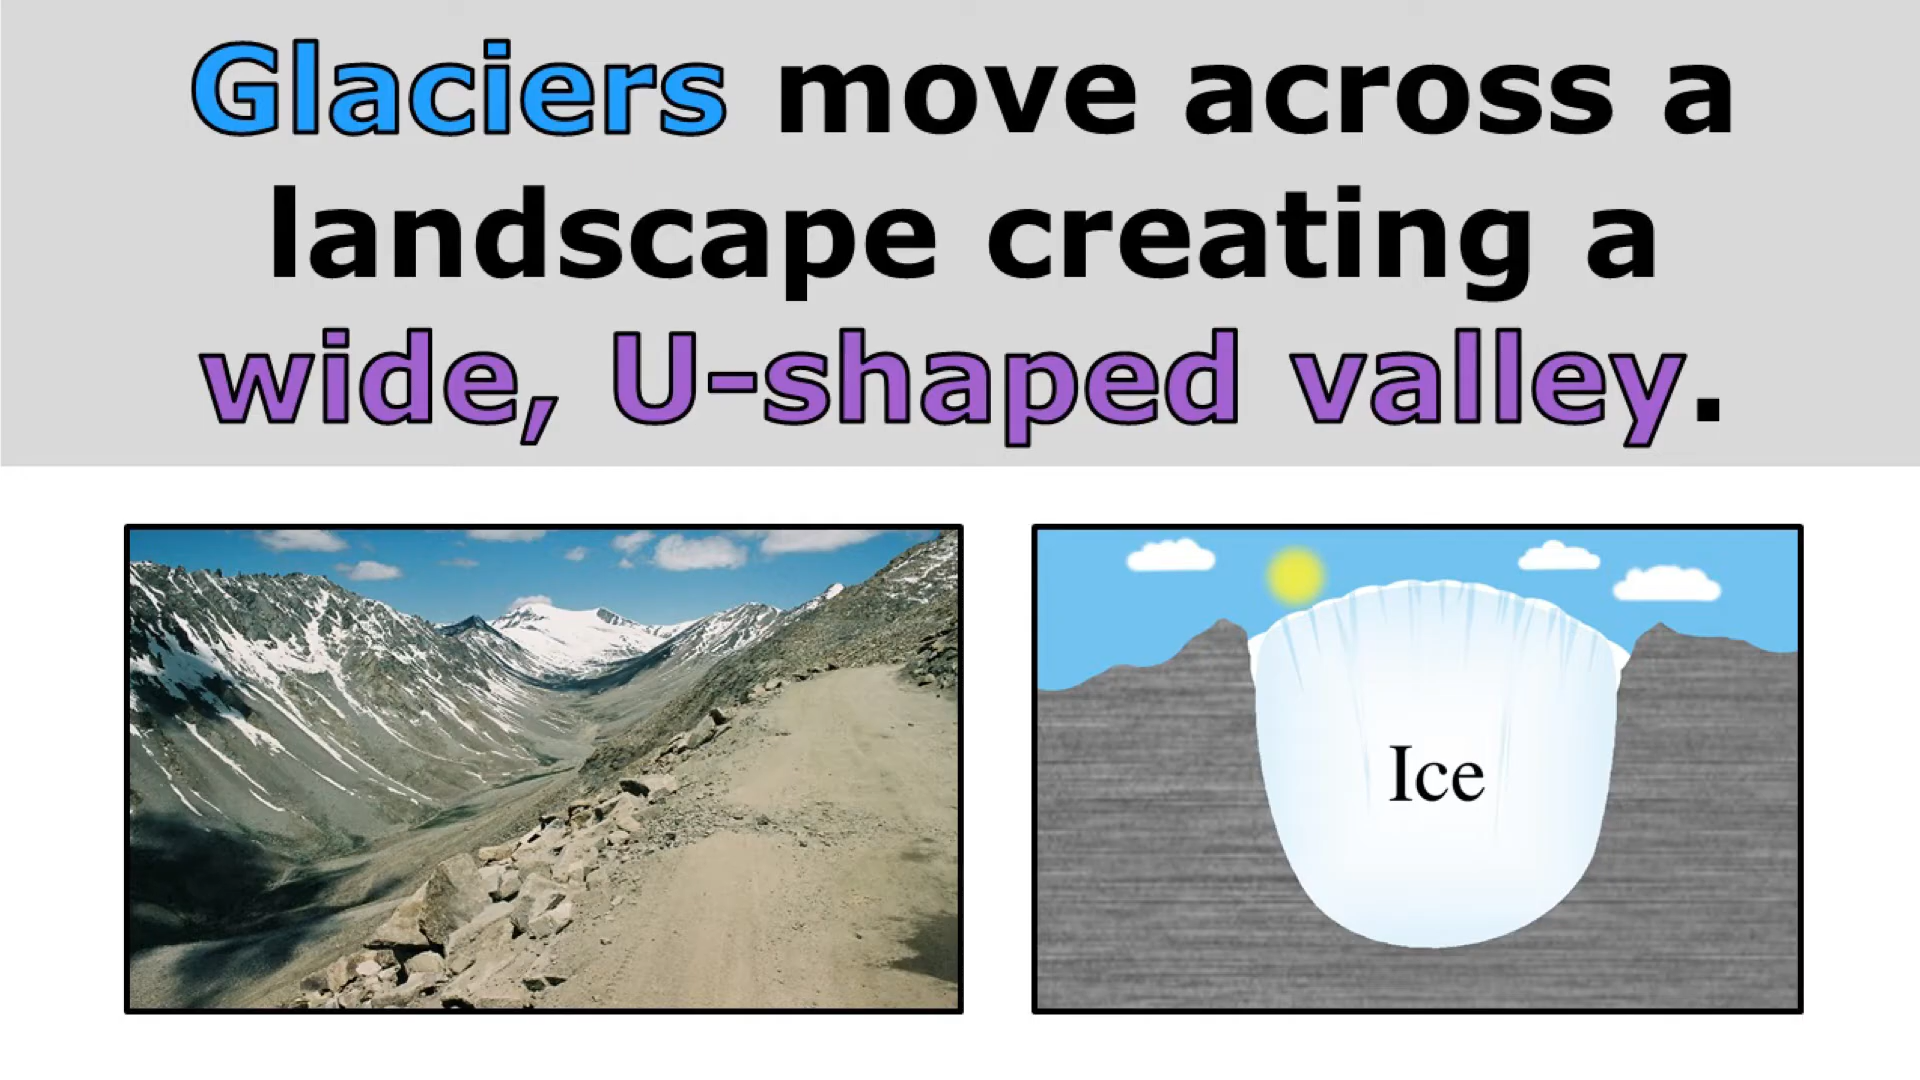 Glaciers move across a
landscape creating a
wide, U-shaped valley.
Ice